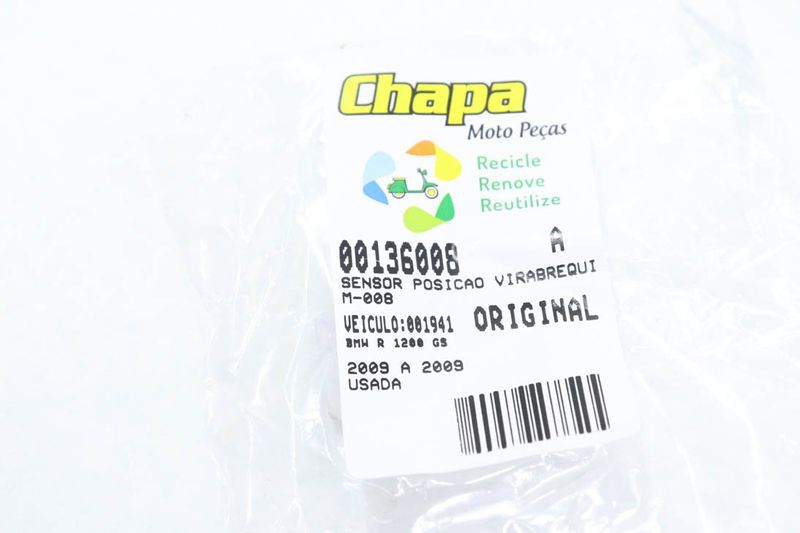 Chapa
Moto Peças
Recicle
Renove
Reutilize
00136008 A
SENSOR POSICAO VIRABREQUI
M-008
VEICULO:001941 ORIGINAL
BMW R 1200 GS
2009 A 2009
USADA